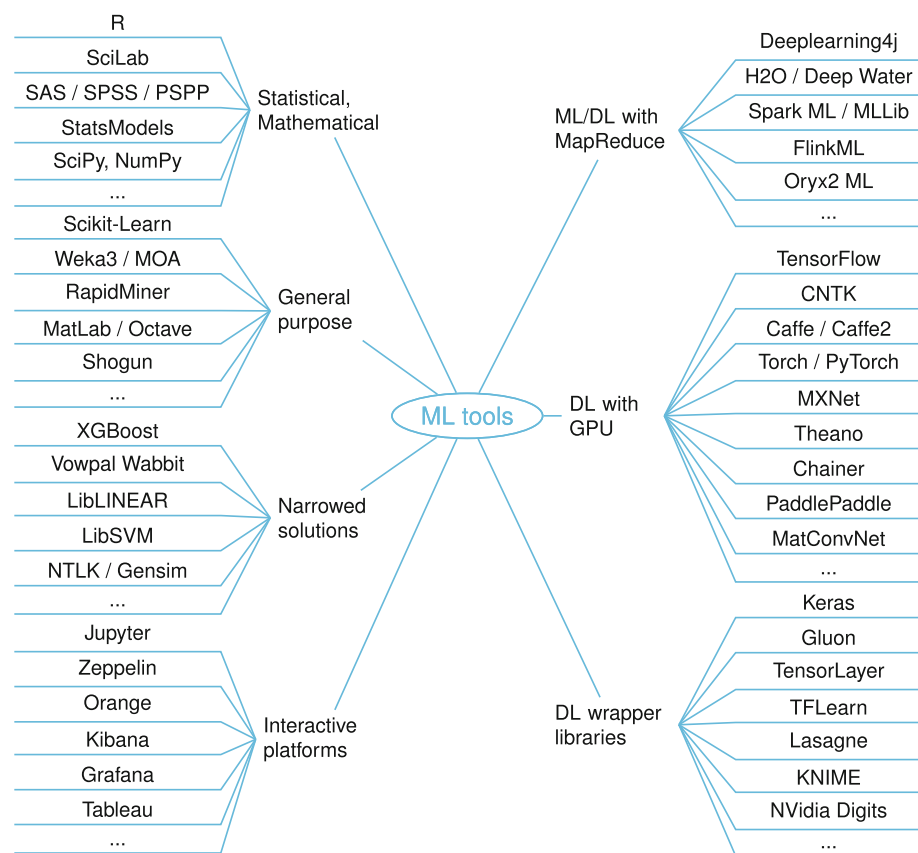 R
SciLab
SAS / SPSS / PSPP
StatsModels
SciPy, NumPy
...
Statistical,
Mathematical
Scikit-Learn
Weka3 / MOA
RapidMiner
MatLab / Octave
Shogun
...
General
purpose
XGBoost
Vowpal Wabbit
LibLINEAR
LibSVM
NTLK / Gensim
...
Narrowed
solutions
Jupyter
Zeppelin
Orange
Kibana
Grafana
Tableau
...
Interactive
platforms
ML tools
ML/DL with
MapReduce
Deeplearning4j
H2O / Deep Water
Spark ML / MLLib
FlinkML
Oryx2 ML
...
DL with
GPU
TensorFlow
CNTK
Caffe / Caffe2
Torch / PyTorch
MXNet
Theano
Chainer
PaddlePaddle
MatConvNet
...
DL wrapper
libraries
Keras
Gluon
TensorLayer
TFLearn
Lasagne
KNIME
NVidia Digits
...